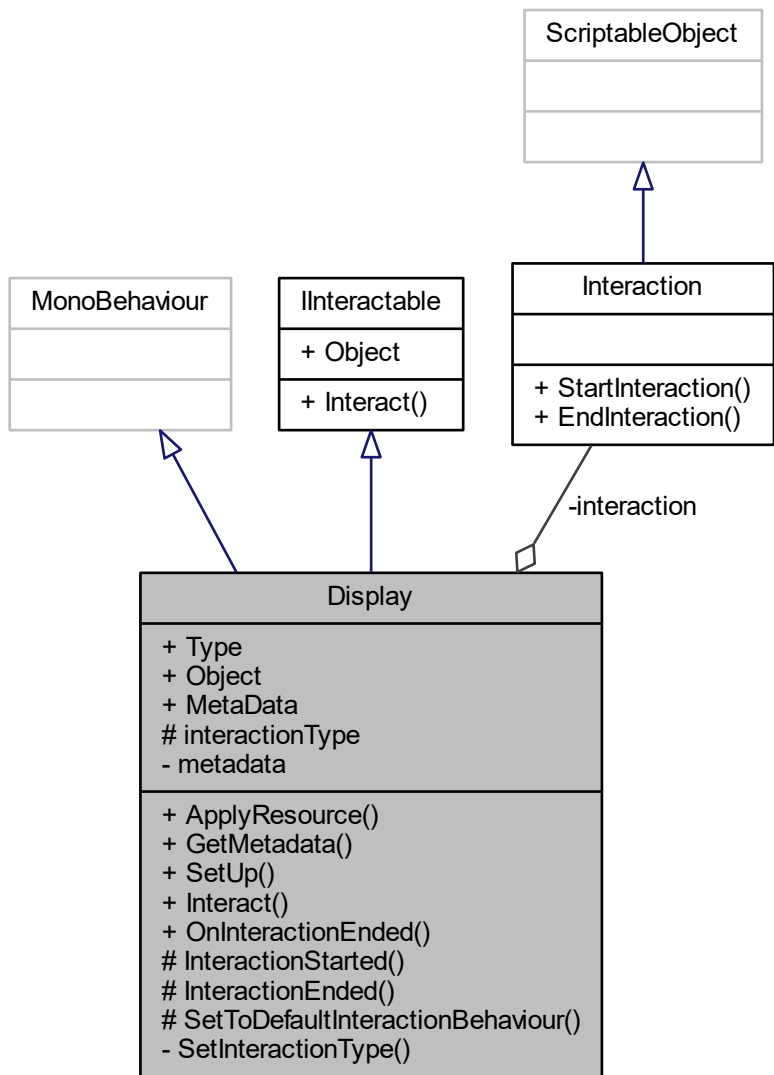 ScriptableObject
MonoBehaviour
IInteractable
+ Object
+ Interact()
Interaction
+ StartInteraction()
+ EndInteraction()
-interaction
Display
+ Type
+ Object
+ MetaData
# interactionType
- metadata
+ ApplyResource()
+ GetMetadata()
+ SetUp()
+ Interact()
+ OnInteractionEnded()
# InteractionStarted()
# InteractionEnded()
# SetToDefaultInteractionBehaviour()
- SetInteractionType()